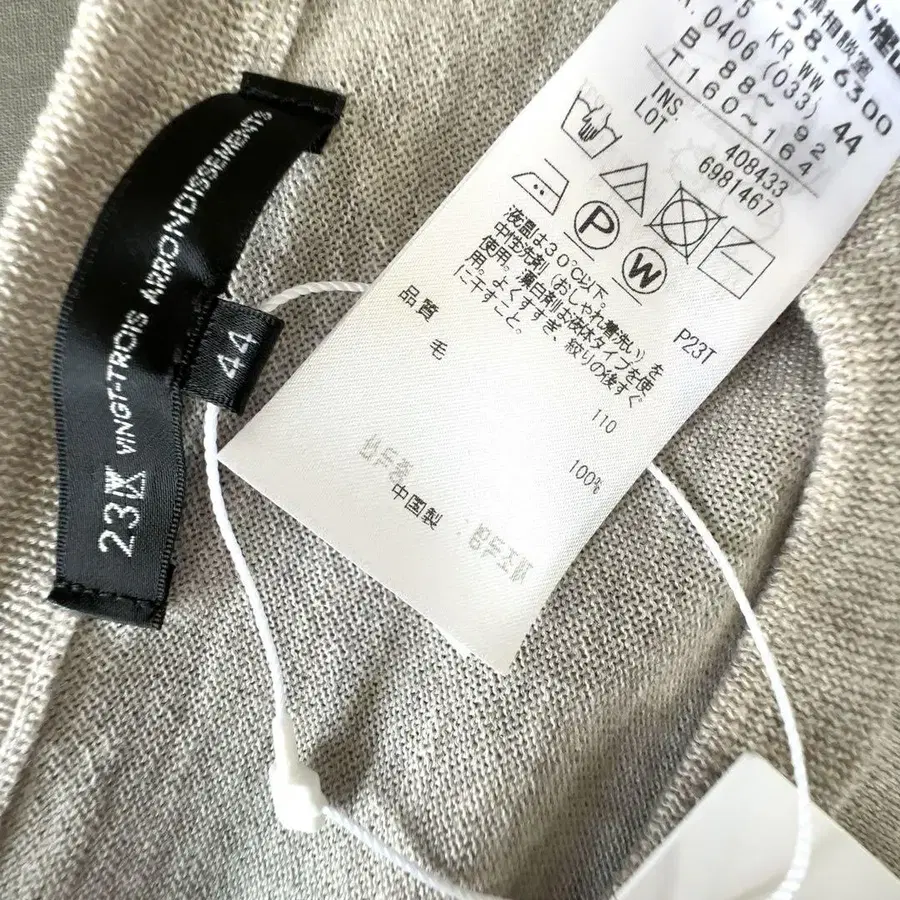 23区 VINGT-TROIS ARRONDISSEMENTS
44
58-6300
KR.WW
0406 (033) 44
B 88~92
T160~164
INS. 408433
LOT 6981467
P
W
液温は30℃以下。
中性洗剤(おしゃれ着洗い)を
使用。漂白剤は液体タイプを使
用。よくすすぎ、絞りの後すぐ
に干すこと。
P23T
品質
110
毛 100%
中国製